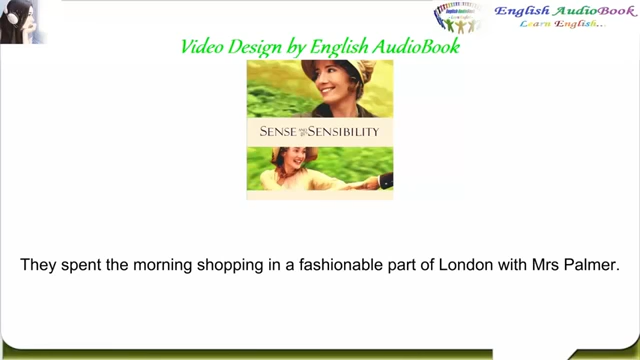 English AudioBook
Learn English...
Video Design by English AudioBook
SENSE AND SENSIBILITY
They spent the morning shopping in a fashionable part of London with Mrs Palmer.